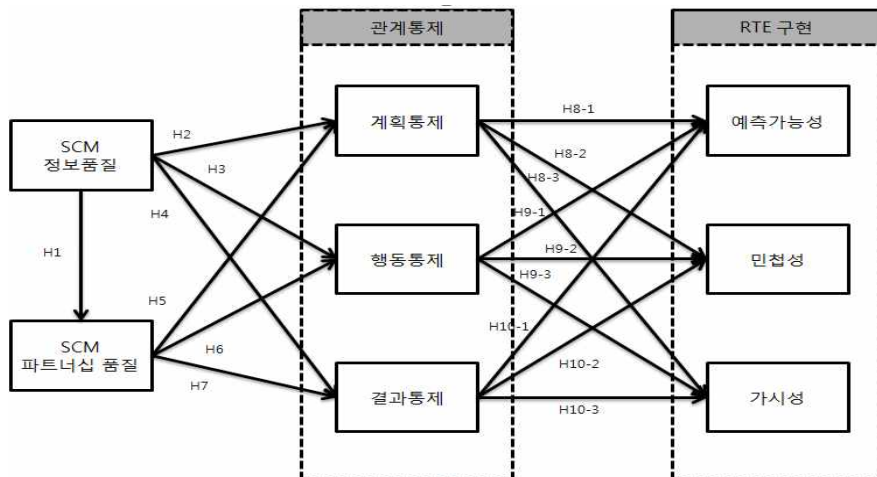 관계통제
RTE 구현
SCM
정보품질
SCM
파트너십 품질
계획통제
행동통제
결과통제
예측가능성
민첩성
가시성
H1
H2
H3
H4
H5
H6
H7
H8-1
H8-2
H8-3
H9-1
H9-2
H9-3
H10-1
H10-2
H10-3